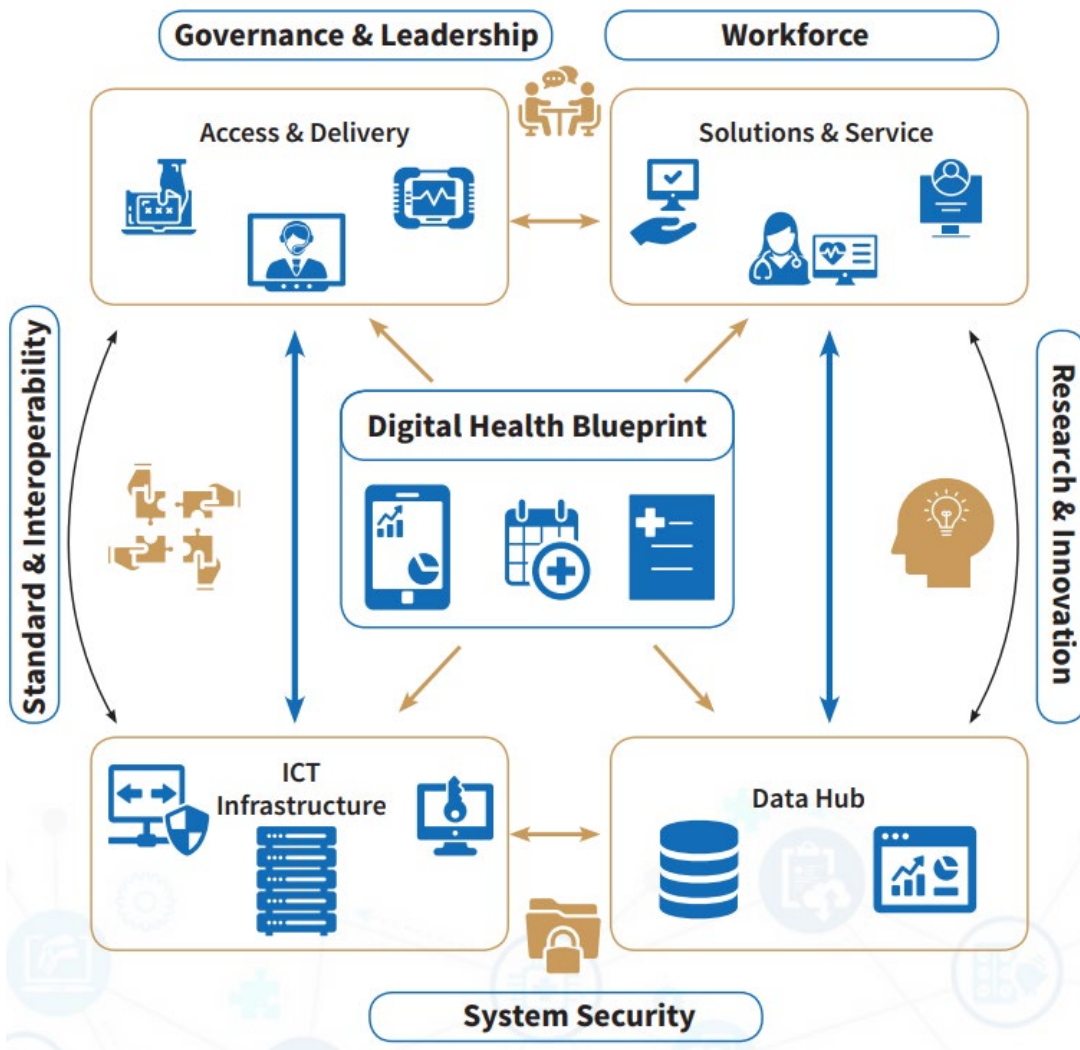 Governance & Leadership
Workforce
Access & Delivery
Solutions & Service
Standard & Interoperability
Digital Health Blueprint
Research & Innovation
ICT
Infrastructure
Data Hub
System Security